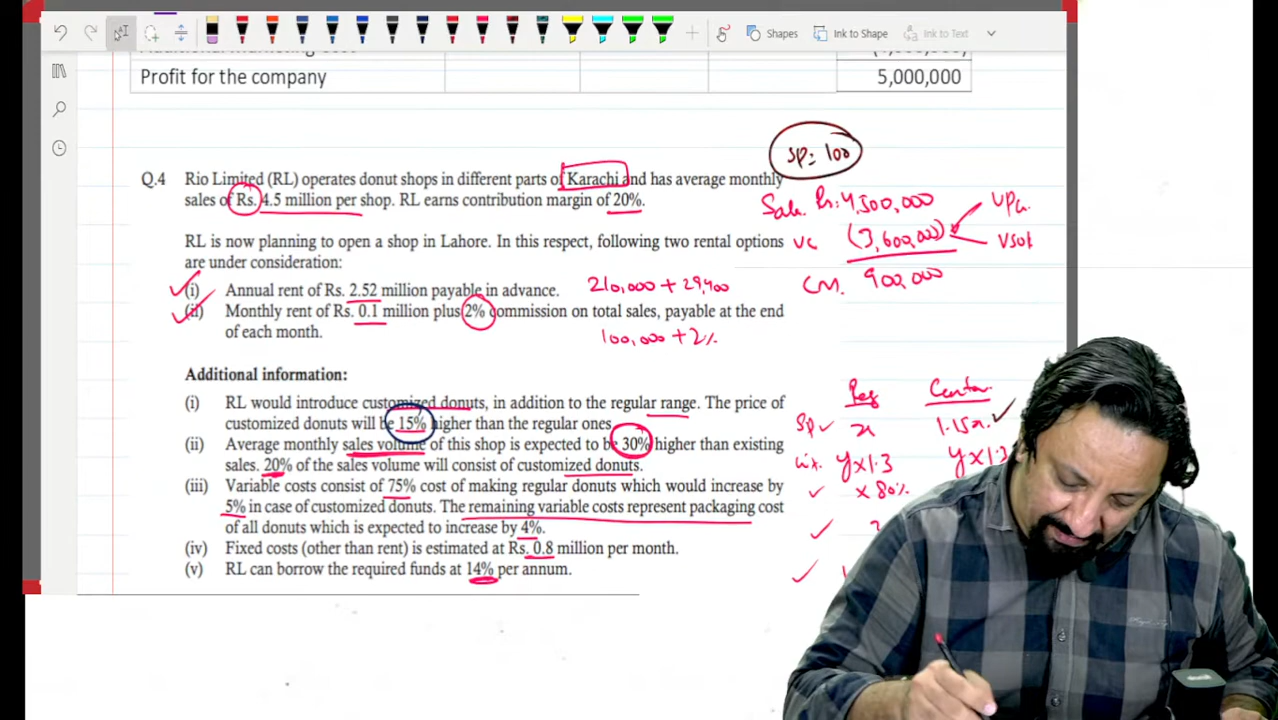 Ink to Shape
Ink to Text
Shapes
Profit for the company 5,000,000
SP = 100
Q.4 Rio Limited (RL) operates donut shops in different parts of Karachi and has average monthly
sales of Rs. 4.5 million per shop. RL earns contribution margin of 20%.
Sale. Rs. 4,500,000
VC (3,600,000)
CM. 900,000
RL is now planning to open a shop in Lahore. In this respect, following two rental options
are under consideration:
(i) Annual rent of Rs. 2.52 million payable in advance.
210,000 + 29,400
(ii) Monthly rent of Rs. 0.1 million plus 2% commission on total sales, payable at the end
of each month.
100,000 + 2%
Additional information:
(i) RL would introduce customized donuts, in addition to the regular range. The price of
customized donuts will be 15% higher than the regular ones.
(ii) Average monthly sales volume of this shop is expected to be 30% higher than existing
sales. 20% of the sales volume will consist of customized donuts.
(iii) Variable costs consist of 75% cost of making regular donuts which would increase by
5% in case of customized donuts. The remaining variable costs represent packaging cost
of all donuts which is expected to increase by 4%.
(iv) Fixed costs (other than rent) is estimated at Rs. 0.8 million per month.
(v) RL can borrow the required funds at 14% per annum.
Reg
SP x 1.15x
y x 1.3 y x 1.3
x 80%